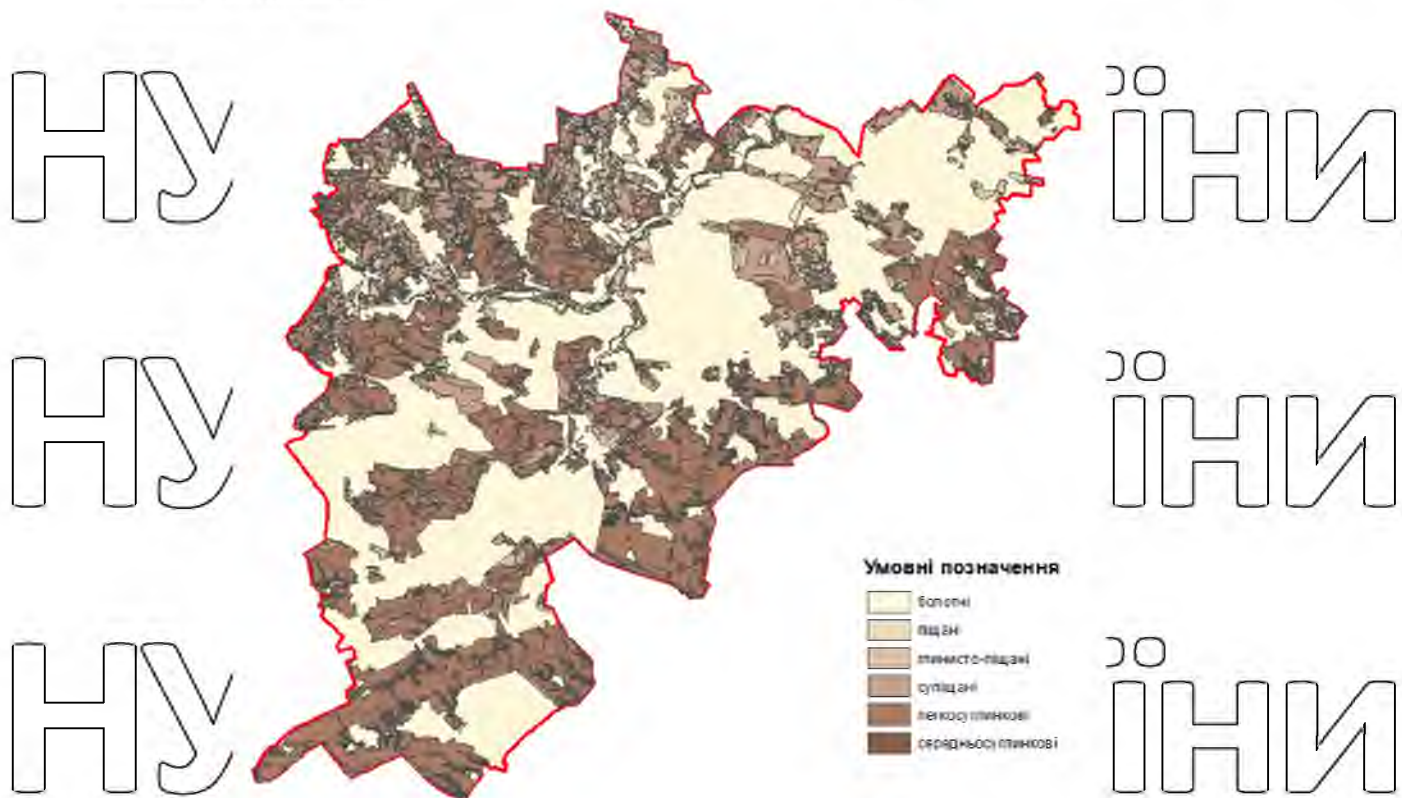 НУ їНИ
НУ їНИ
Умовні позначення
болотні
піщані
НУ їНИ
глинисто-піщані
супіщані
легкосуглинкові
середньосуглинкові